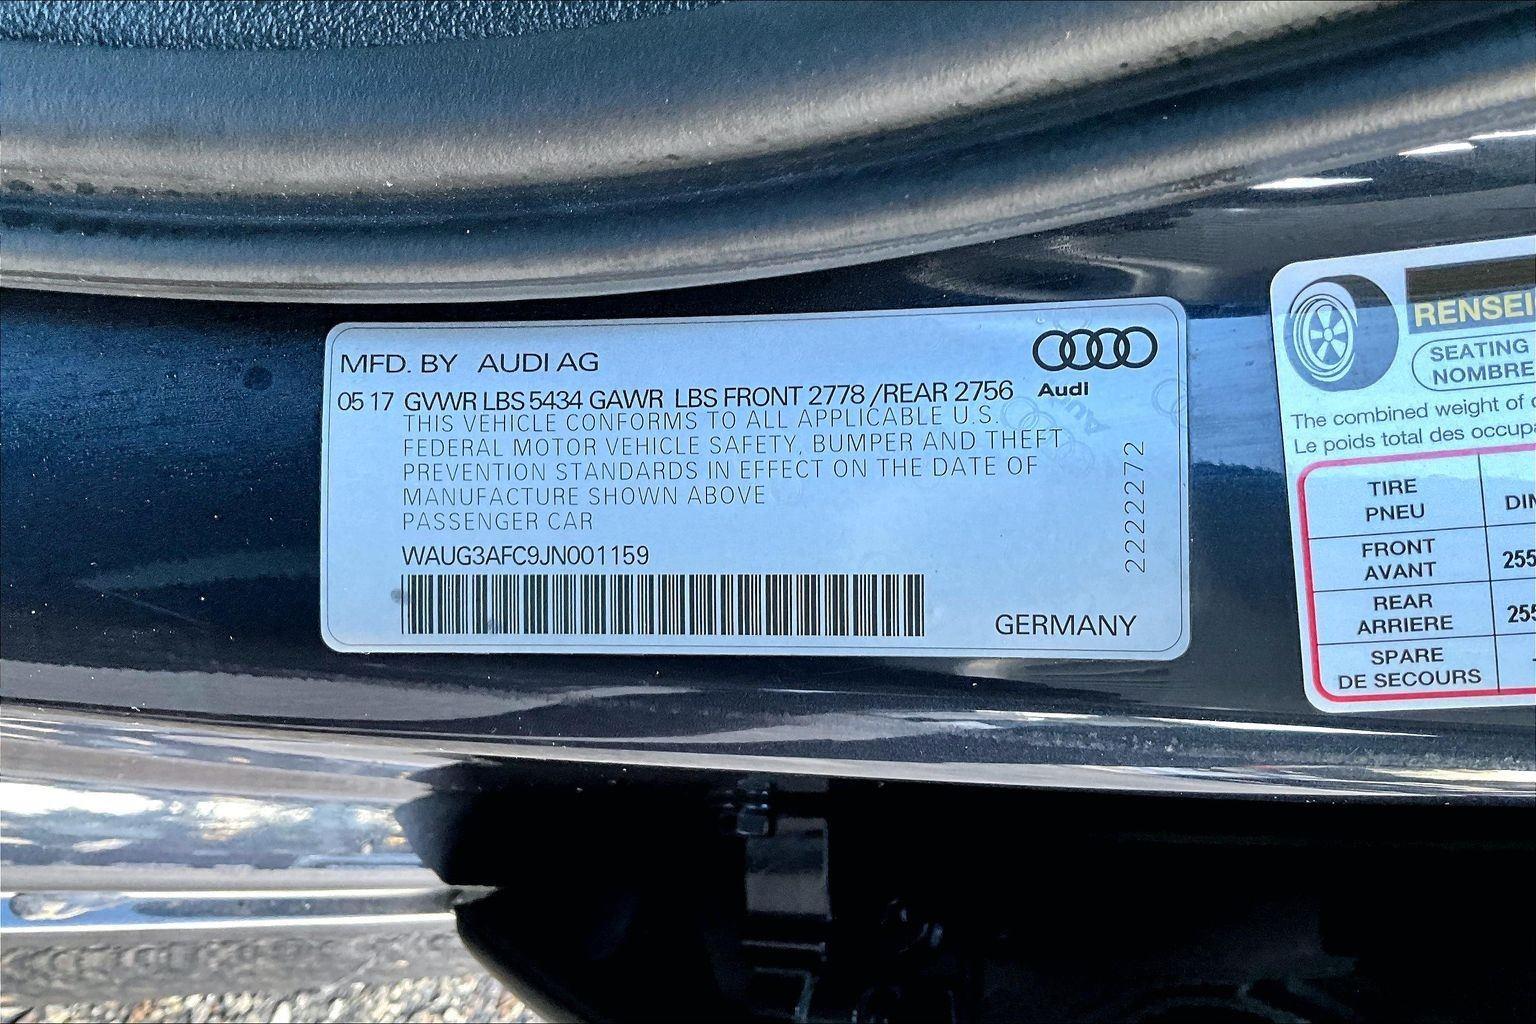 MFD. BY AUDI AG
Audi
05 17 GVWR LBS 5434 GAWR LBS FRONT 2778 /REAR 2756
THIS VEHICLE CONFORMS TO ALL APPLICABLE U.S.
FEDERAL MOTOR VEHICLE SAFETY, BUMPER AND THEFT
PREVENTION STANDARDS IN EFFECT ON THE DATE OF
MANUFACTURE SHOWN ABOVE
PASSENGER CAR
WAUG3AFC9JN001159
GERMANY
2222272
SEATING
NOMBRE
The combined weight of
Le poids total des
TIRE
PNEU
FRONT
AVANT
255
REAR
ARRIERE
255
SPARE
DE SECOURS